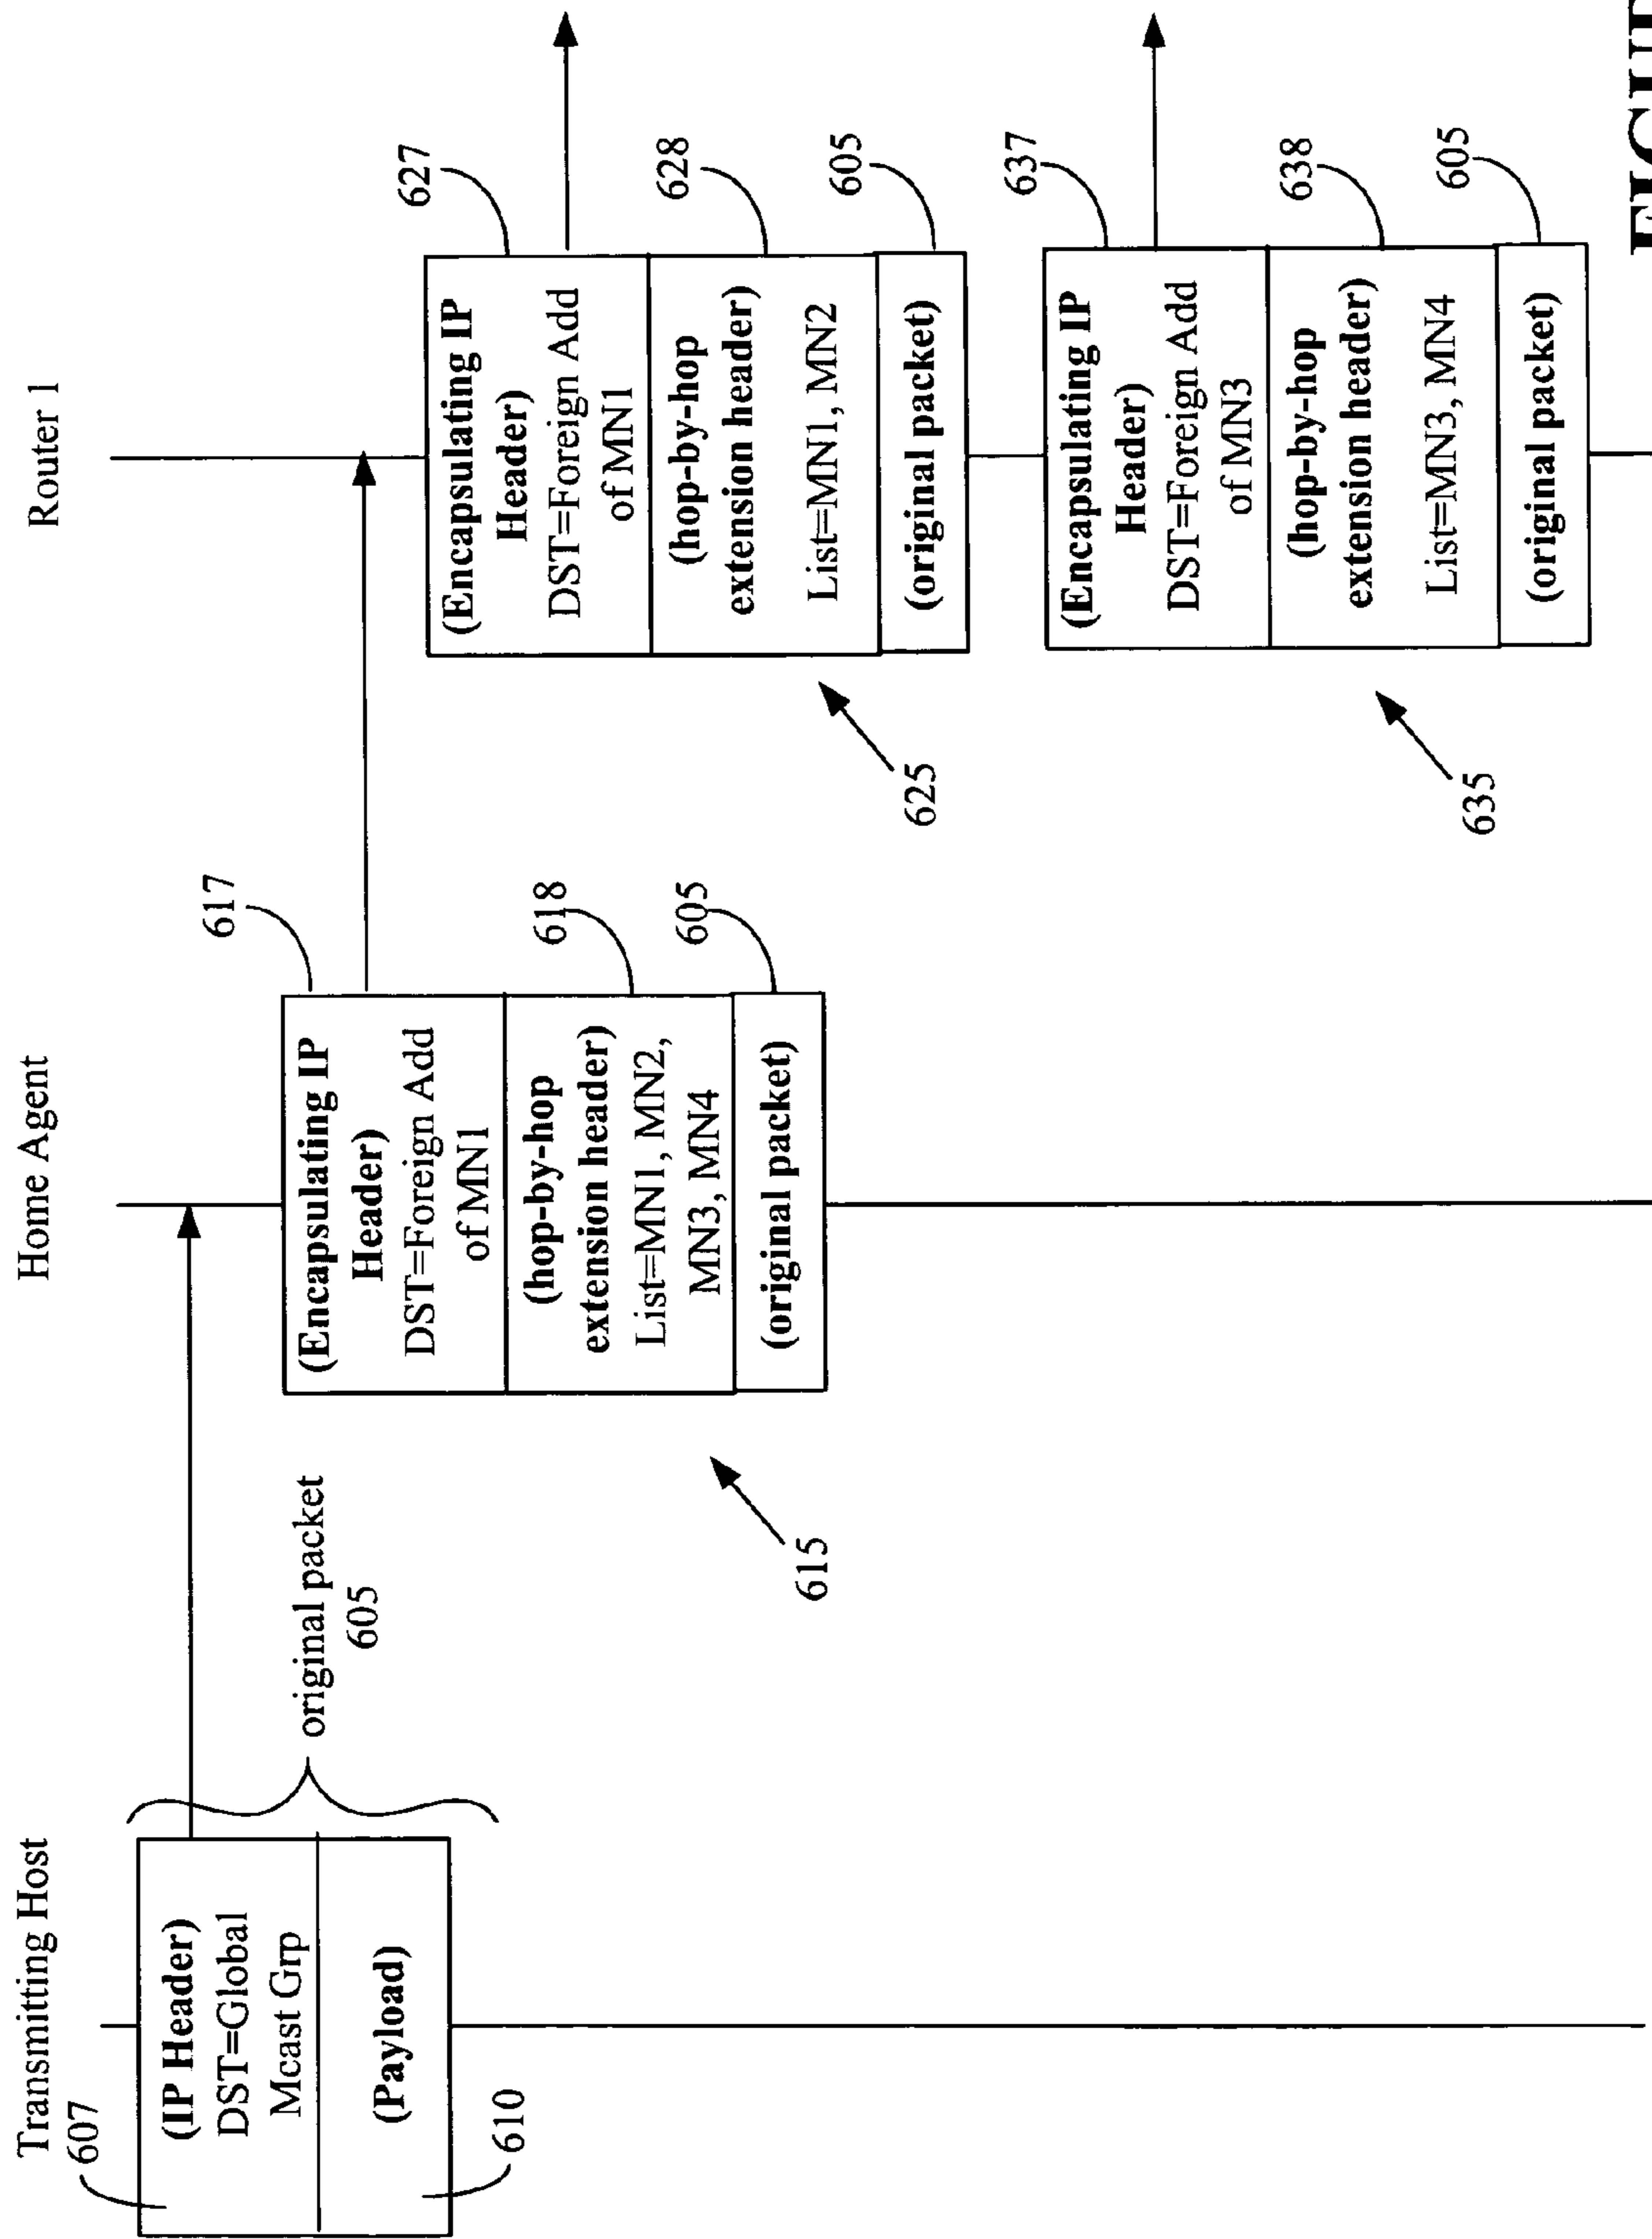 Transmitting Host
607
(IP Header)
DST=Global
Mcast Grp
(Payload)
610
original packet
605
Home Agent
617
(Encapsulating IP
Header)
DST=Foreign Add
of MN1
618
(hop-by-hop
extension header)
List=MN1, MN2,
MN3, MN4
605
(original packet)
615
Router 1
627
(Encapsulating IP
Header)
DST=Foreign Add
of MN1
628
(hop-by-hop
extension header)
List=MN1, MN2
605
(original packet)
625
637
(Encapsulating IP
Header)
DST=Foreign Add
of MN3
638
(hop-by-hop
extension header)
List=MN3, MN4
605
(original packet)
635